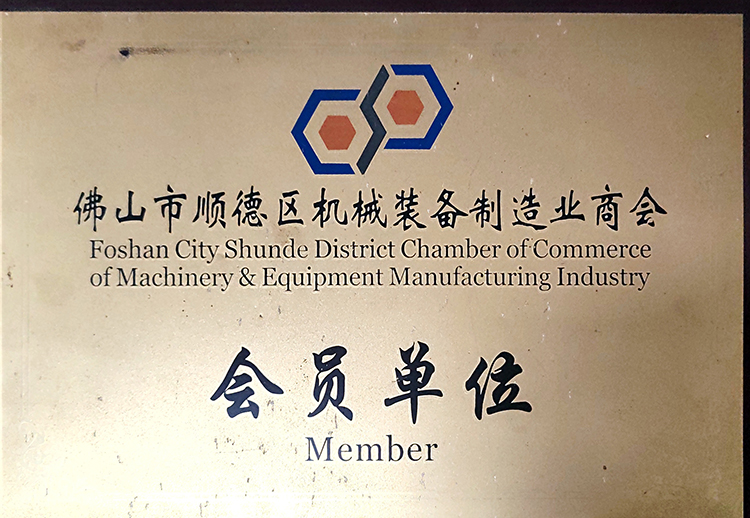 佛山市顺德区机械装备制造业商会
Foshan City Shunde District Chamber of Commerce
of Machinery & Equipment Manufacturing Industry
会员单位
Member